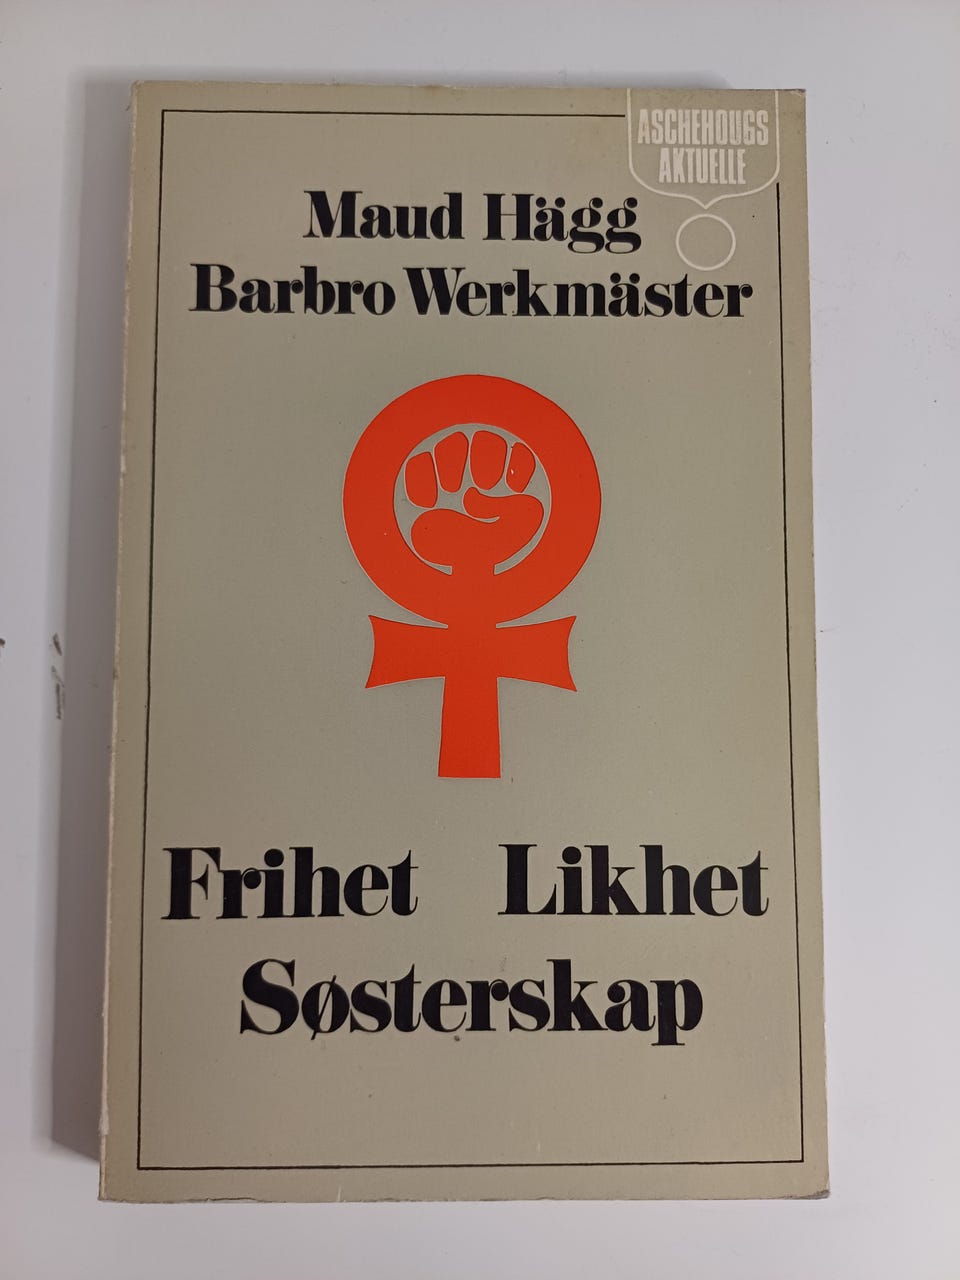 ASCHEHOUGS
AKTUELLE
Maud Hägg
Barbro Werkmäster
Frihet Likhet
Søsterskap